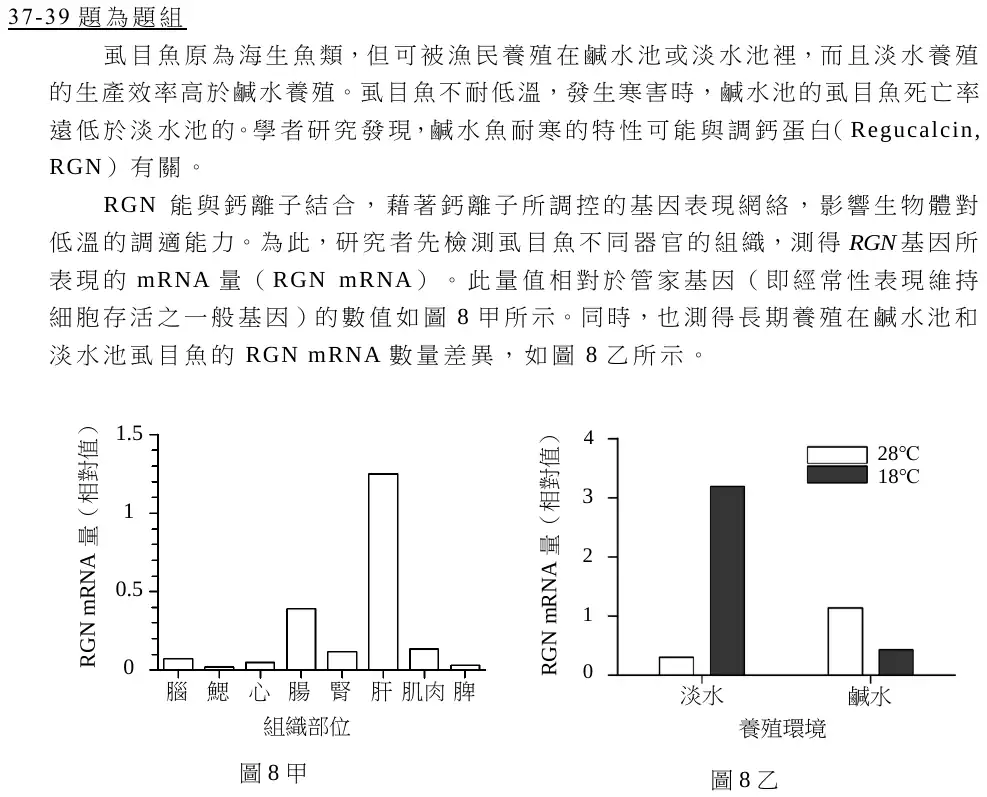 37-39題為題組
虱目魚原為海生魚類，但可被漁民養殖在鹹水池或淡水池裡，而且淡水養殖
的生產效率高於鹹水養殖。虱目魚不耐低溫，發生寒害時，鹹水池的虱目魚死亡率
遠低於淡水池的。學者研究發現，鹹水魚耐寒的特性可能與調鈣蛋白（Regucalcin,
RGN）有關。
RGN 能與鈣離子結合，藉著鈣離子所調控的基因表現網絡，影響生物體對
低溫的調適能力。為此，研究者先檢測虱目魚不同器官的組織，測得 RGN基因所
表現的 mRNA 量（RGN mRNA）。此量值相對於管家基因（即經常性表現維持
細胞存活之一般基因）的數值如圖 8 甲所示。同時，也測得長期養殖在鹹水池和
淡水池虱目魚的 RGN mRNA 數量差異，如圖 8 乙所示。
RGN mRNA 量（相對值）
1.5
1
0.5
0
腦 鰓 心 腸 腎 肝 肌肉 脾
組織部位
圖 8 甲
RGN mRNA 量（相對值）
4
3
2
1
0
28℃
18℃
淡水 鹹水
養殖環境
圖 8 乙